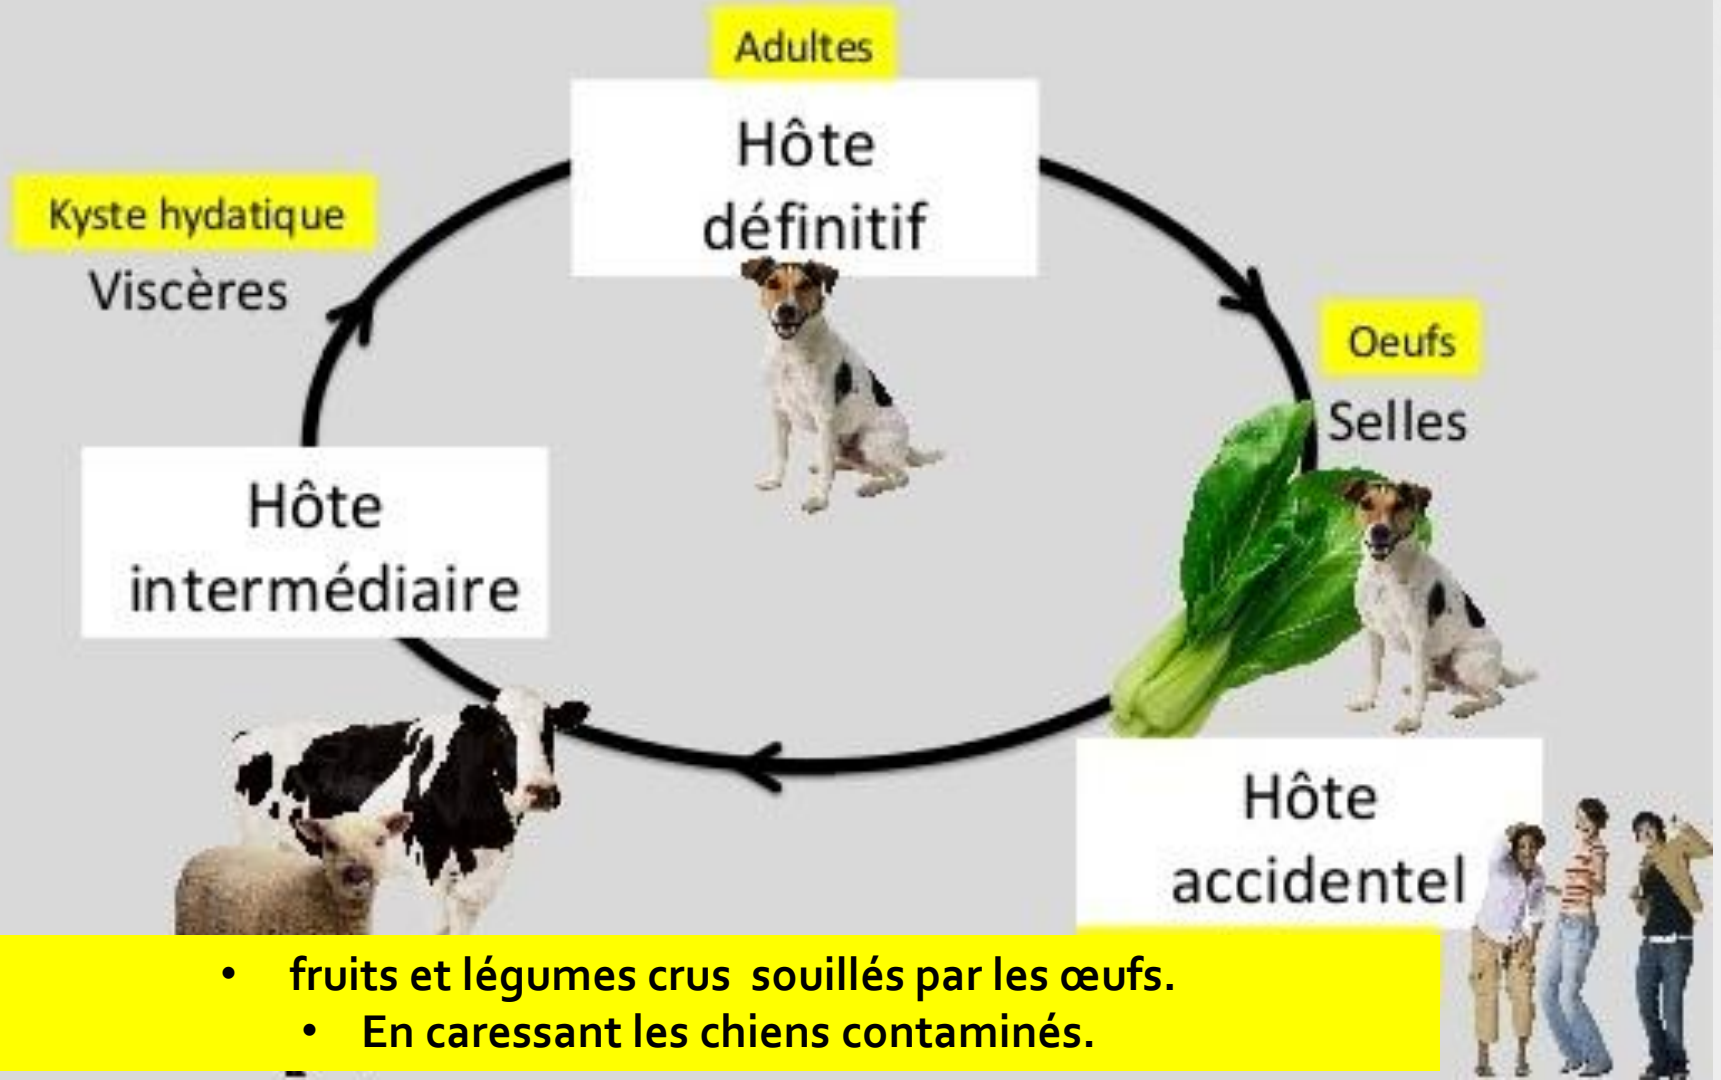 Adultes
Hôte
définitif
Kyste hydatique
Viscères
Oeufs
Selles
Hôte
intermédiaire
Hôte
accidentel
• fruits et légumes crus souillés par les œufs.
• En caressant les chiens contaminés.